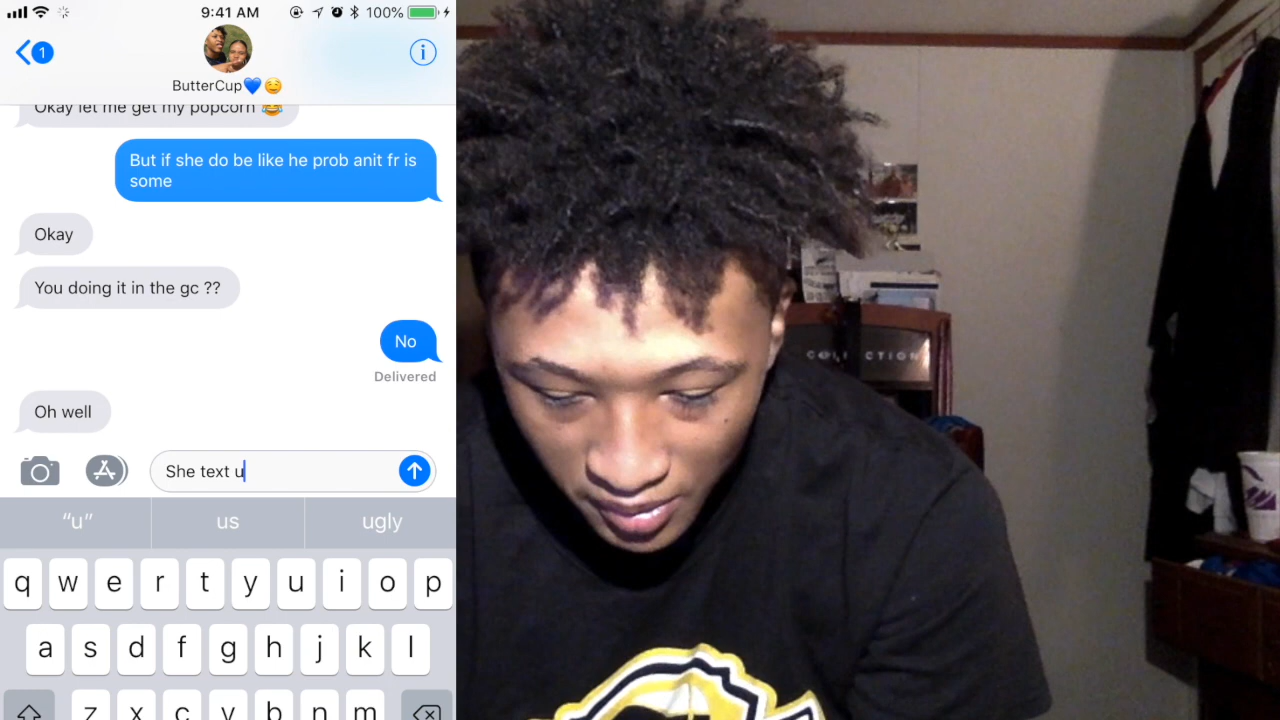 9:41 AM
100%
1
ButterCup💙😌
Okay let me get my popcorn 😂
But if she do be like he prob anit fr is
some
Okay
You doing it in the gc ??
No
Delivered
Oh well
She text u
“u” us ugly
q w e r t y u i o p
a s d f g h j k l
z x c v b n m